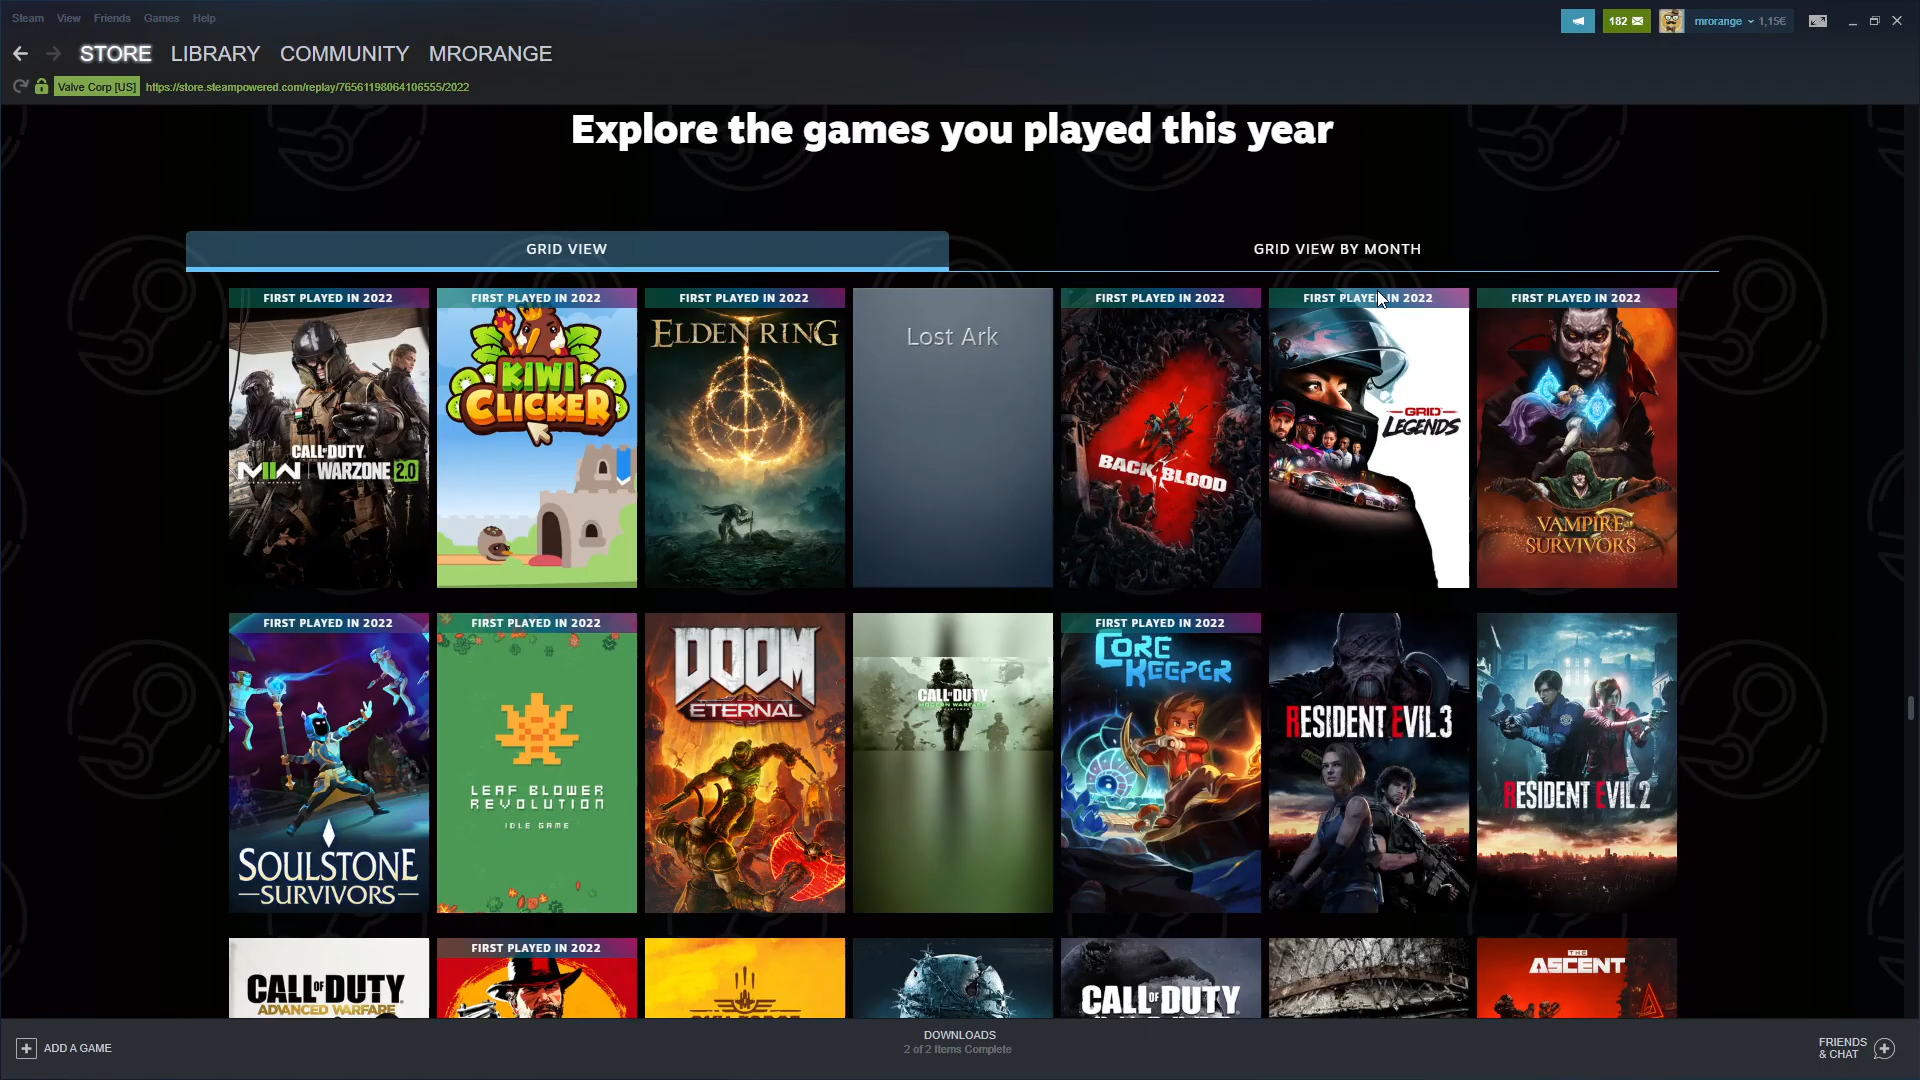 Steam View Friends Games Help
182
mrorange 1,15€
STORE LIBRARY COMMUNITY MRORANGE
Valve Corp [US] https://store.steampowered.com/replay/76561198064106555/2022
Explore the games you played this year
GRID VIEW GRID VIEW BY MONTH
FIRST PLAYED IN 2022 FIRST PLAYED IN 2022 FIRST PLAYED IN 2022 FIRST PLAYED IN 2022 FIRST PLAYED IN 2022 FIRST PLAYED IN 2022
CALL OF DUTY
MWII WARZONE 2.0
KIWI
CLICKER
ELDEN RING
Lost Ark
BACK 4 BLOOD
GRID
LEGENDS
VAMPIRE
SURVIVORS
FIRST PLAYED IN 2022 FIRST PLAYED IN 2022 FIRST PLAYED IN 2022
SOULSTONE
SURVIVORS
LEAF BLOWER
REVOLUTION
IDLE GAME
DOOM
ETERNAL
CALL OF DUTY
MODERN WARFARE
CORE
KEEPER
RESIDENT EVIL 3
RESIDENT EVIL 2
FIRST PLAYED IN 2022
CALL OF DUTY
ADVANCED WARFARE
CALL OF DUTY
THE
ASCENT
ADD A GAME
DOWNLOADS
2 of 2 Items Complete
FRIENDS
& CHAT